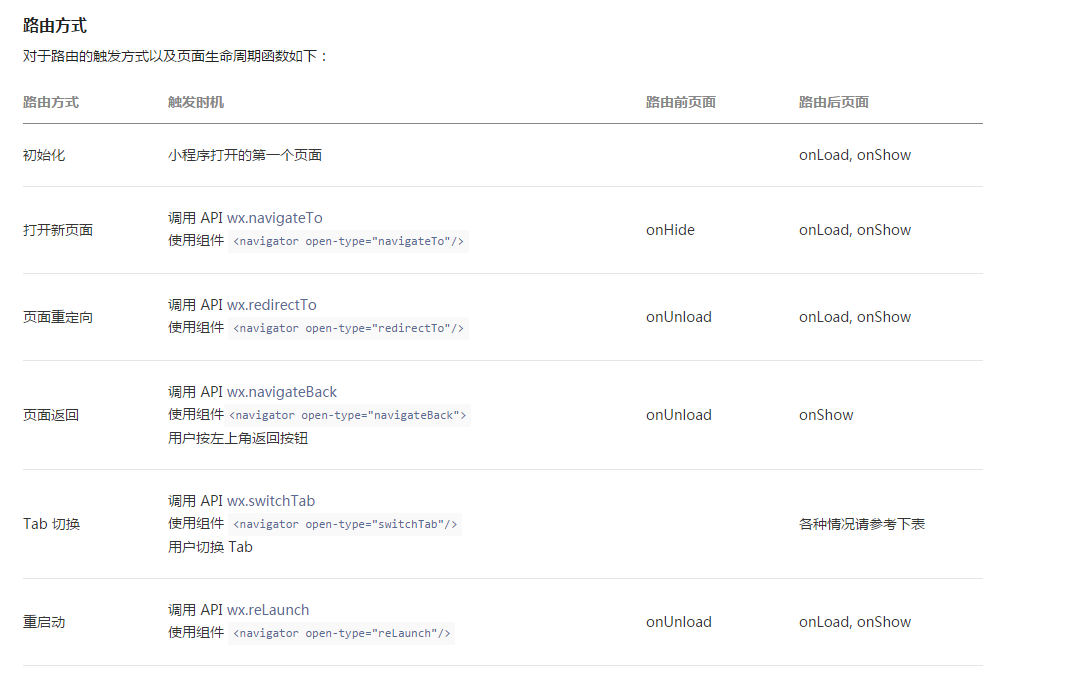 路由方式
对于路由的触发方式以及页面生命周期函数如下：
路由方式 触发时机 路由前页面 路由后页面
初始化 小程序打开的第一个页面 onLoad, onShow
调用 API wx.navigateTo
打开新页面 onHide onLoad, onShow
使用组件 <navigator open-type="navigateTo"/>
调用 API wx.redirectTo
页面重定向 onUnload onLoad, onShow
使用组件 <navigator open-type="redirectTo"/>
调用 API wx.navigateBack
页面返回 使用组件 <navigator open-type="navigateBack"> onUnload onShow
用户按左上角返回按钮
调用 API wx.switchTab
Tab 切换 使用组件 <navigator open-type="switchTab"/> 各种情况请参考下表
用户切换 Tab
调用 API wx.reLaunch
重启动 onUnload onLoad, onShow
使用组件 <navigator open-type="reLaunch"/>